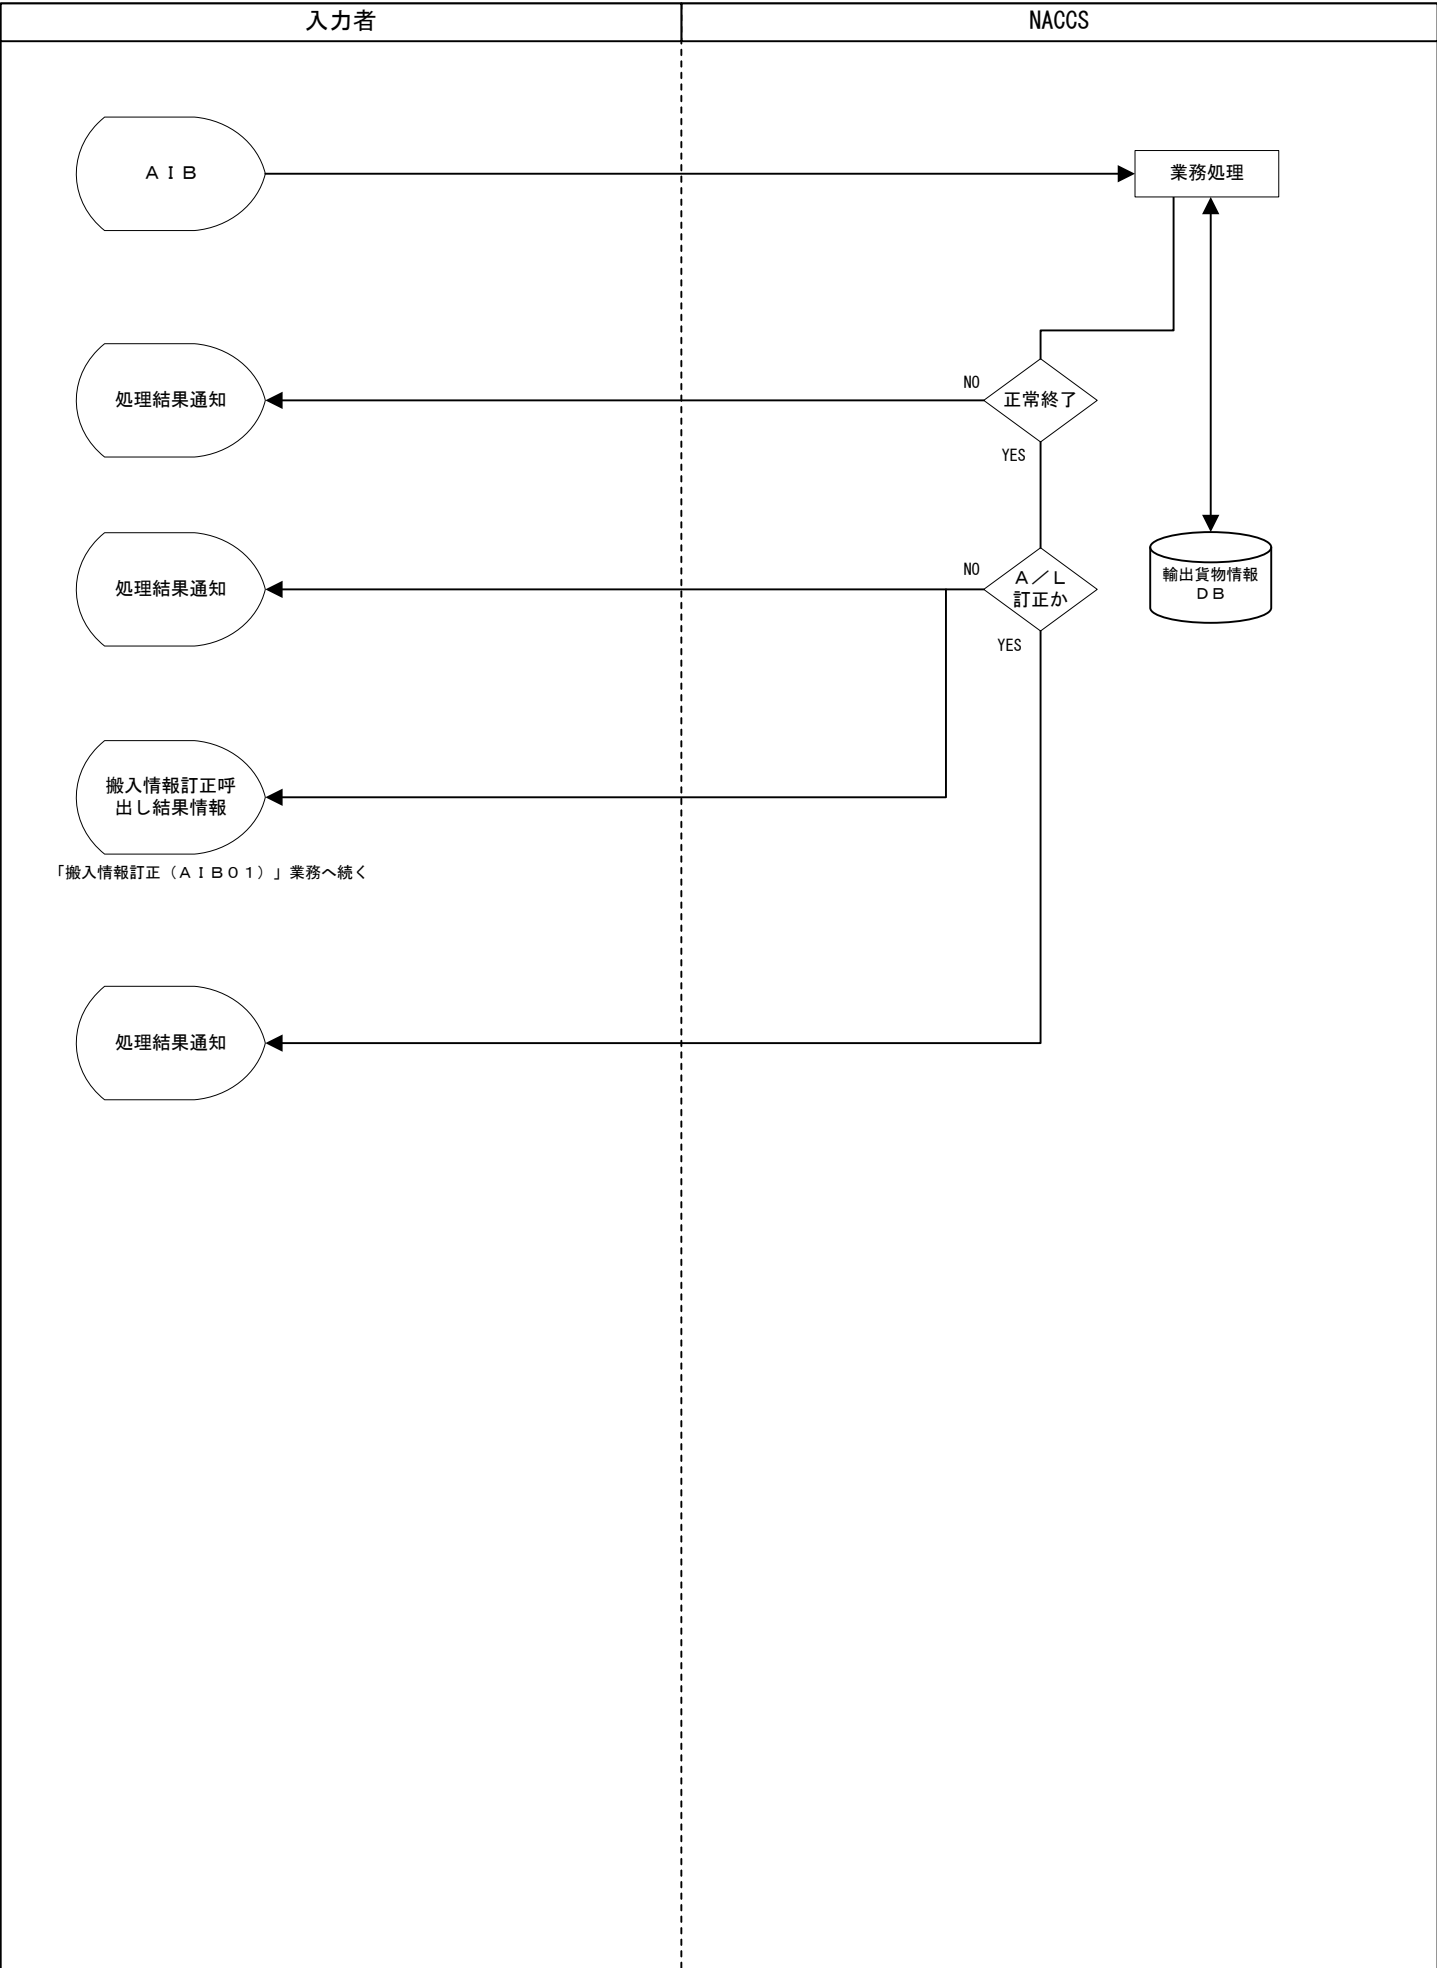 入力者
NACCS
ＡＩＢ
業務処理
処理結果通知
NO
正常終了
YES
処理結果通知
NO
Ａ／Ｌ
訂正か
YES
輸出貨物情報
ＤＢ
搬入情報訂正呼
出し結果情報
「搬入情報訂正（ＡＩＢ０１）」業務へ続く
処理結果通知